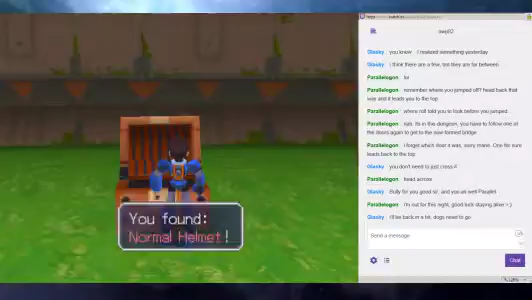 You found:
Normal Helmet!
owp82
Glasky you know I realized something yesterday
Glasky I think there are a few, but they are far between
Parallelogon lol
Parallelogon remember where you jumped off? head back that
way and it leads you to the top
Parallelogon where roll told you to look before you jumped
Parallelogon nah, it's in this dungeon, you have to follow one of
the doors again to get to the new-formed bridge
Parallelogon I forget which door it was, sorry mane. One for sure
leads back to the top
Glasky you don't need to just cross it
Parallelogon head across
Glasky Bully for you good sir, and you as well Parallel
Parallelogon I'm out for this night, good luck staying alive >;)
Glasky I'll be back in a bit, dogs need to go
Send a message
Chat